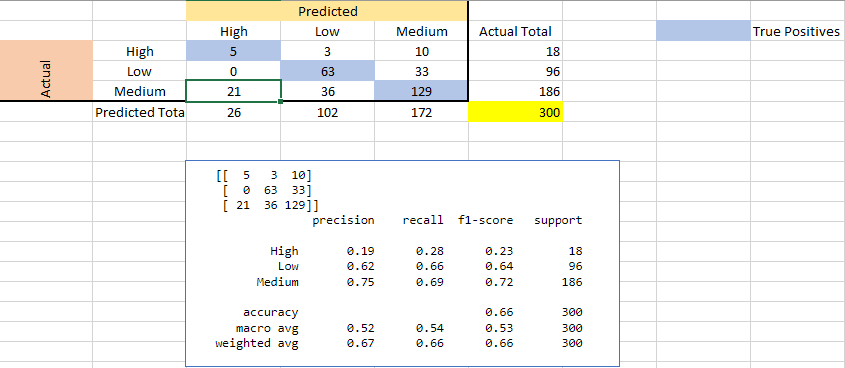 Predicted
High Low Medium Actual Total True Positives
Actual
High 5 3 10 18
Low 0 63 33 96
Medium 21 36 129 186
Predicted Tota 26 102 172 300
[[ 5 3 10]
[ 0 63 33]
[ 21 36 129]]
precision recall f1-score support
High 0.19 0.28 0.23 18
Low 0.62 0.66 0.64 96
Medium 0.75 0.69 0.72 186
accuracy 0.66 300
macro avg 0.52 0.54 0.53 300
weighted avg 0.67 0.66 0.66 300